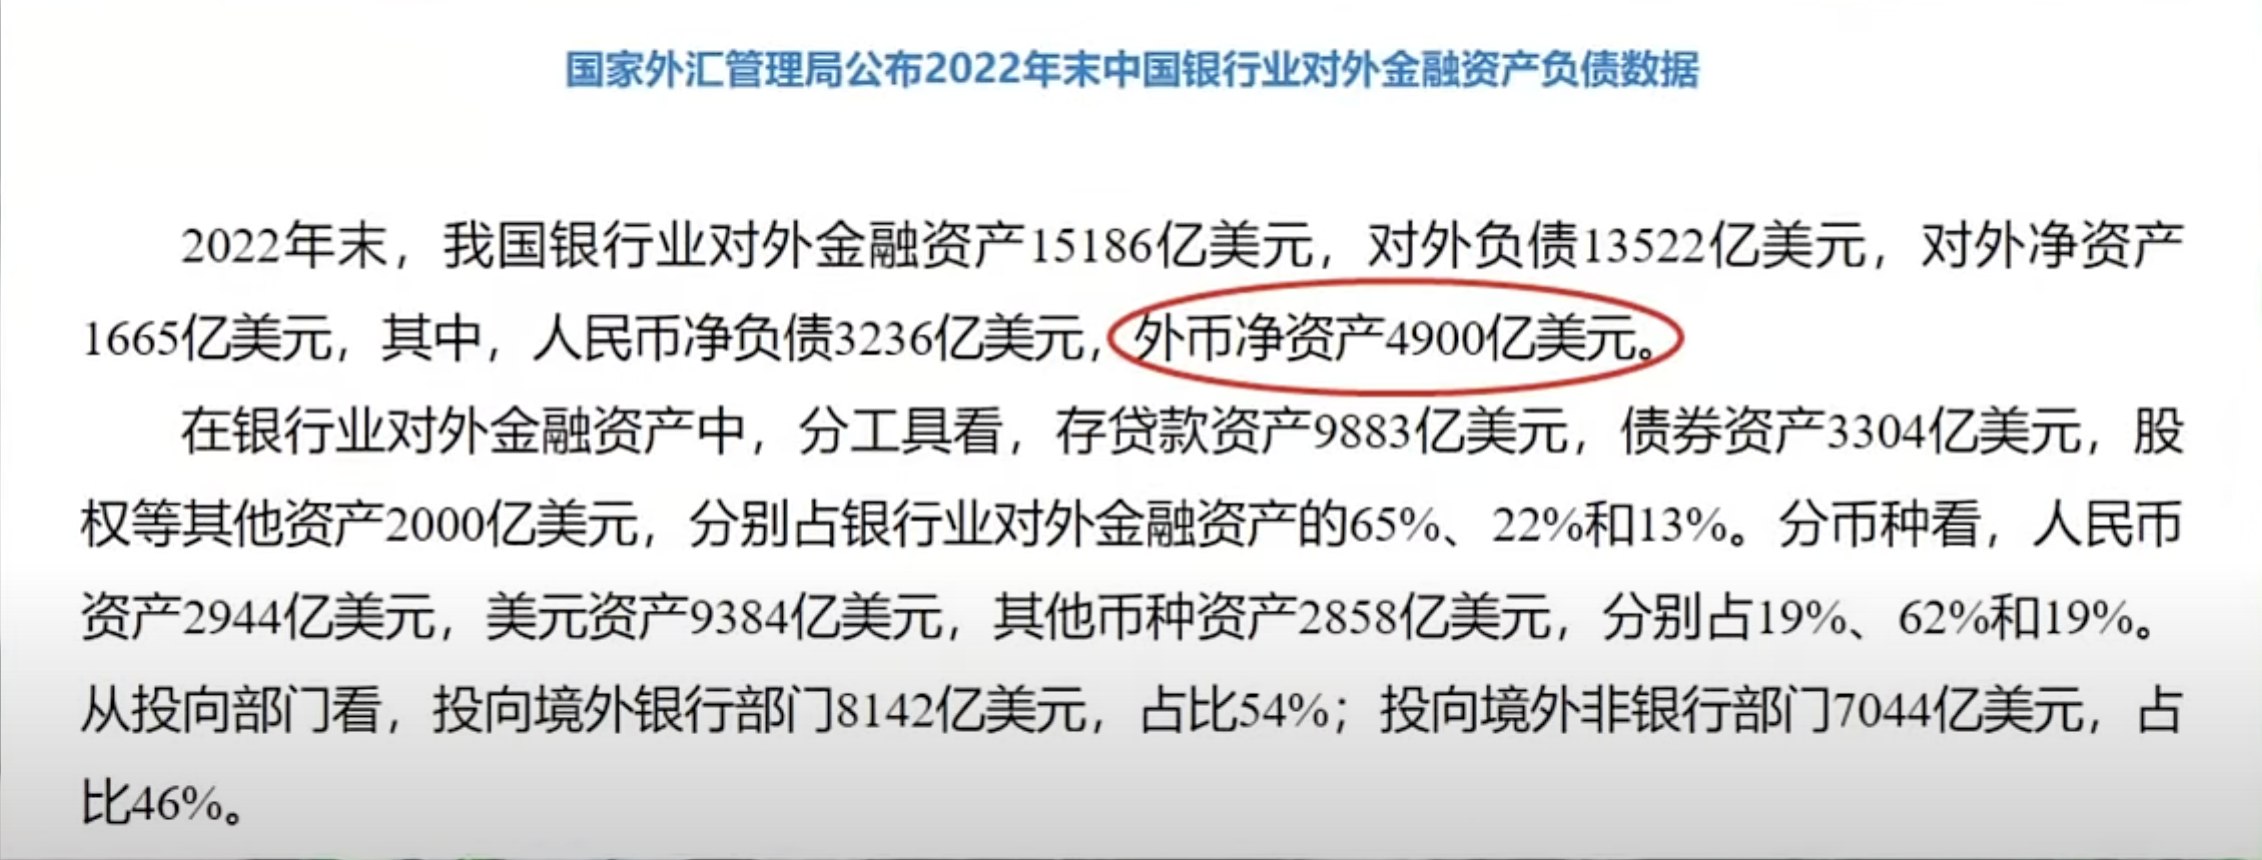 国家外汇管理局公布2022年末中国银行业对外金融资产负债数据
2022年末，我国银行业对外金融资产15186亿美元，对外负债13522亿美元，对外净资产
1665亿美元，其中，人民币净负债3236亿美元，外币净资产4900亿美元。
在银行业对外金融资产中，分工具看，存贷款资产9883亿美元，债券资产3304亿美元，股
权等其他资产2000亿美元，分别占银行业对外金融资产的65%、22%和13%。分币种看，人民币
资产2944亿美元，美元资产9384亿美元，其他币种资产2858亿美元，分别占19%、62%和19%。
从投向部门看，投向境外银行部门8142亿美元，占比54%；投向境外非银行部门7044亿美元，占
比46%。